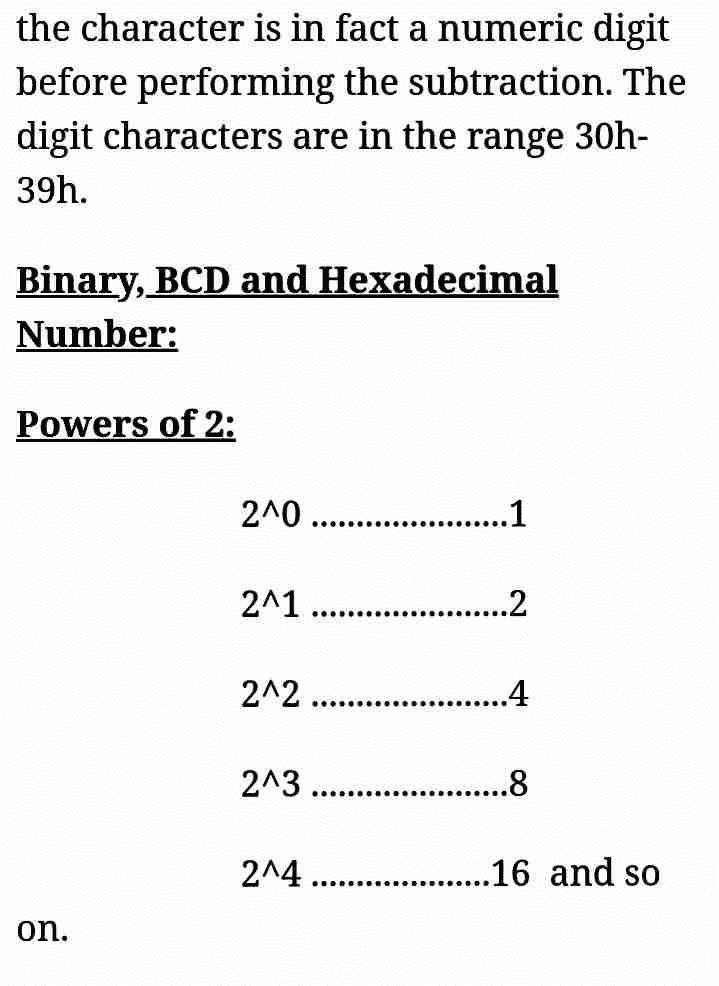 the character is in fact a numeric digit
before performing the subtraction. The
digit characters are in the range 30h-
39h.
Binary, BCD and Hexadecimal
Number:
Powers of 2:
2^0 ......................1
2^1 ......................2
2^2 ......................4
2^3 ......................8
2^4 ....................16 and so
on.